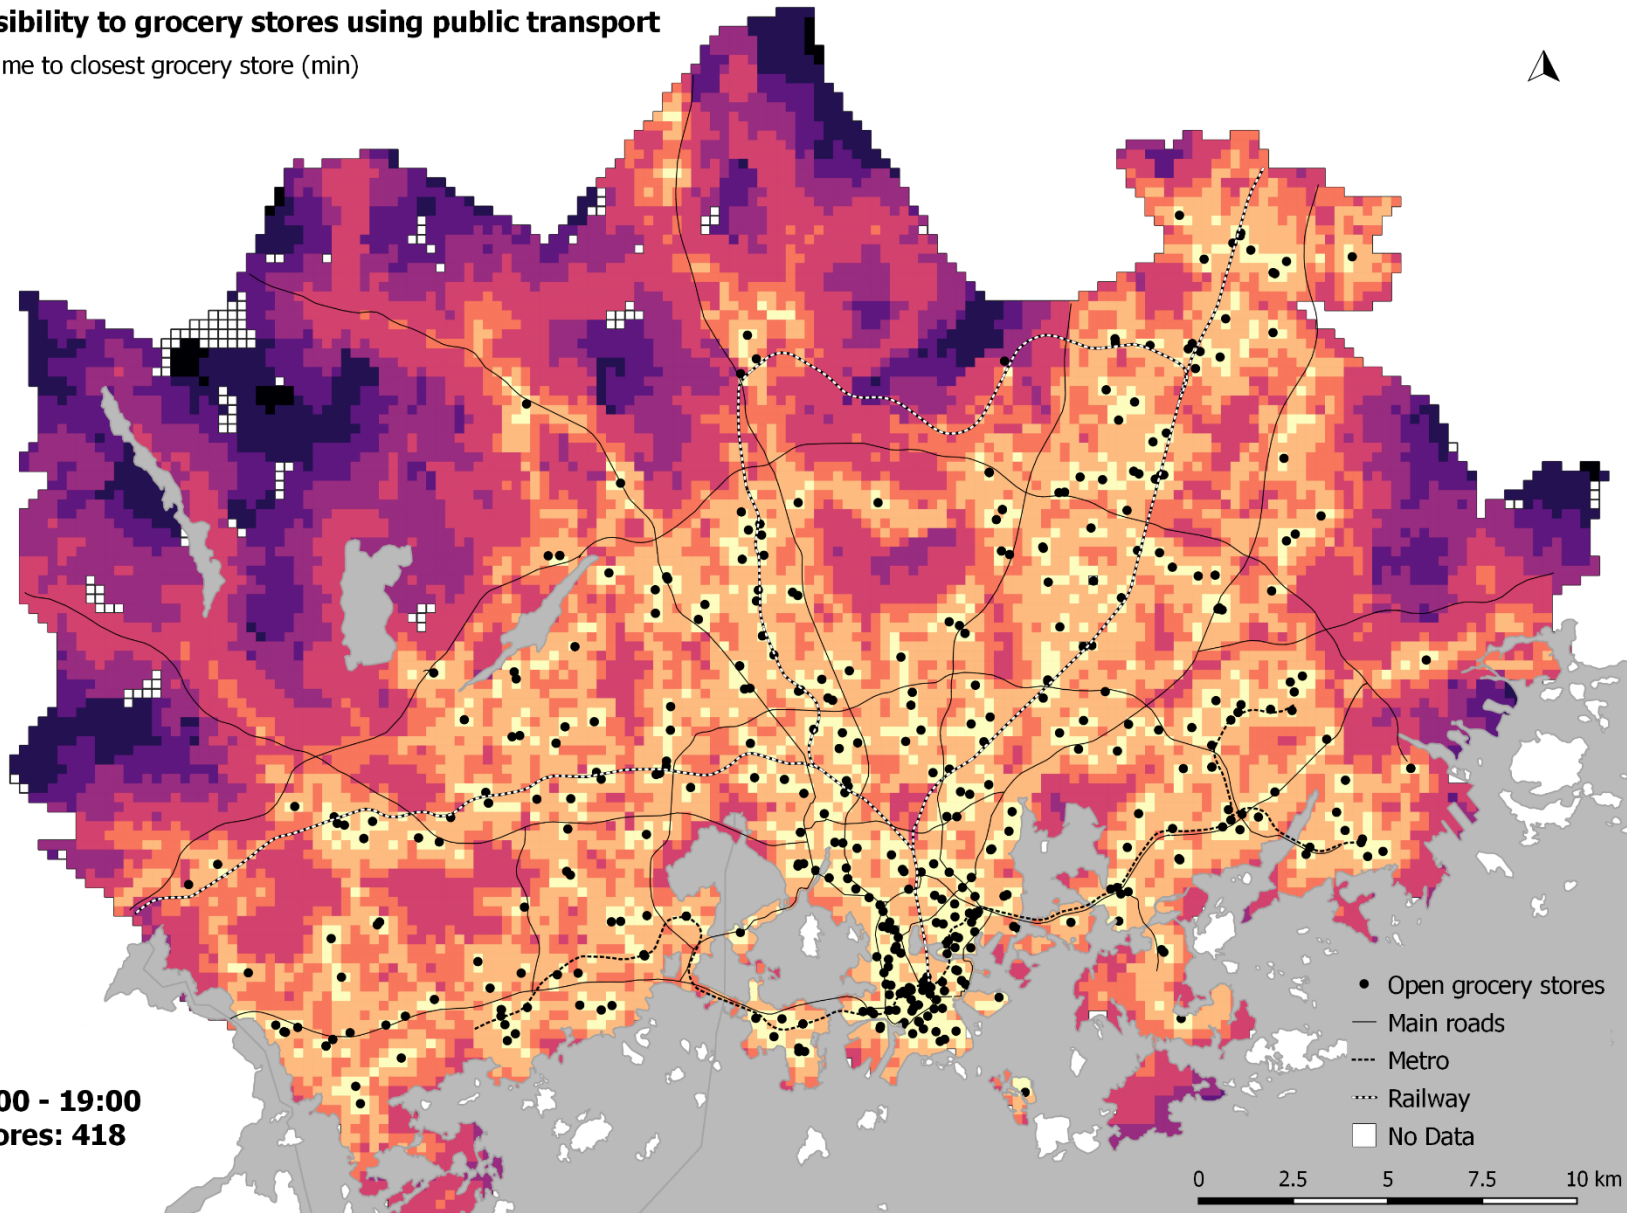 sibility to grocery stores using public transport
me to closest grocery store (min)
Open grocery stores
Main roads
Metro
Railway
No Data
00 - 19:00
ores: 418
0 2.5 5 7.5 10 km